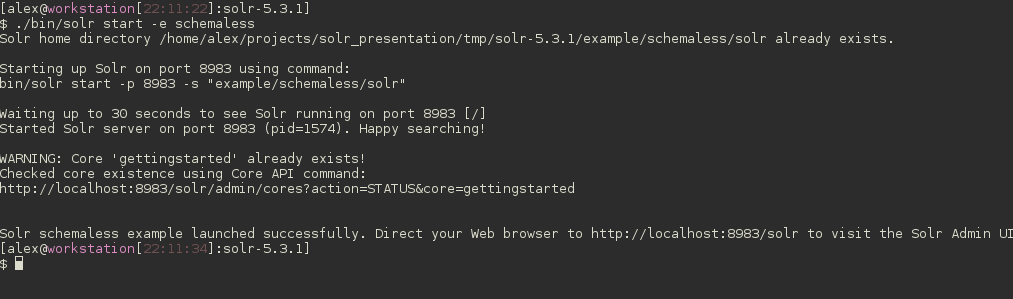 [alex@workstation[22:11:22]:solr-5.3.1]
$ ./bin/solr start -e schemaless
Solr home directory /home/alex/projects/solr_presentation/tmp/solr-5.3.1/example/schemaless/solr already exists.
Starting up Solr on port 8983 using command:
bin/solr start -p 8983 -s "example/schemaless/solr"
Waiting up to 30 seconds to see Solr running on port 8983 [/]
Started Solr server on port 8983 (pid=1574). Happy searching!
WARNING: Core 'gettingstarted' already exists!
Checked core existence using Core API command:
http://localhost:8983/solr/admin/cores?action=STATUS&core=gettingstarted
Solr schemaless example launched successfully. Direct your Web browser to http://localhost:8983/solr to visit the Solr Admin UI
[alex@workstation[22:11:34]:solr-5.3.1]
$